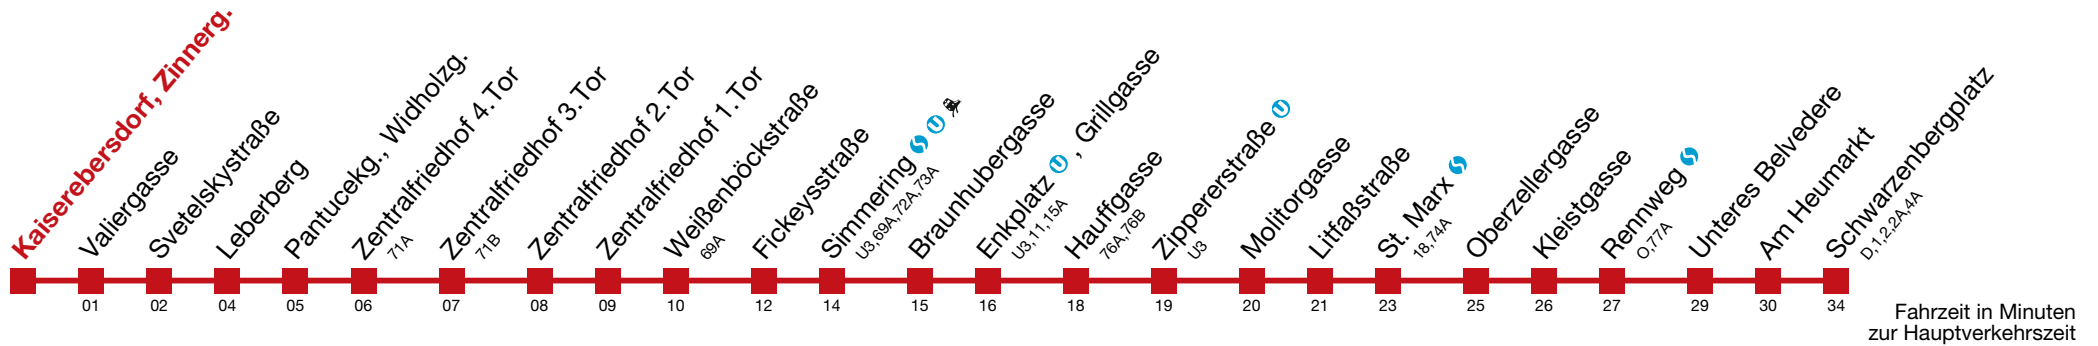 Kaiserebersdorf, Zinnerg.
Valiergasse
01
Svetelskystraße
02
Leberberg
04
Pantucekg., Widholzg.
05
Zentralfriedhof 4.Tor
71A
06
Zentralfriedhof 3.Tor
71B
07
Zentralfriedhof 2.Tor
08
Zentralfriedhof 1.Tor
09
Weißenböckstraße
69A
10
Fickeysstraße
12
Simmering S U
U3,69A,72A,73A
14
Braunhubergasse
15
Enkplatz U , Grillgasse
U3,11,15A
16
Hauffgasse
76A,76B
18
Zippererstraße U
U3
19
Molitorgasse
20
Litfaßstraße
21
St. Marx S
18,74A
23
Oberzellergasse
25
Kleistgasse
26
Rennweg S
O,77A
27
Unteres Belvedere
29
Am Heumarkt
30
Schwarzenbergplatz
D,1,2,2A,4A
34
Fahrzeit in Minuten
zur Hauptverkehrszeit